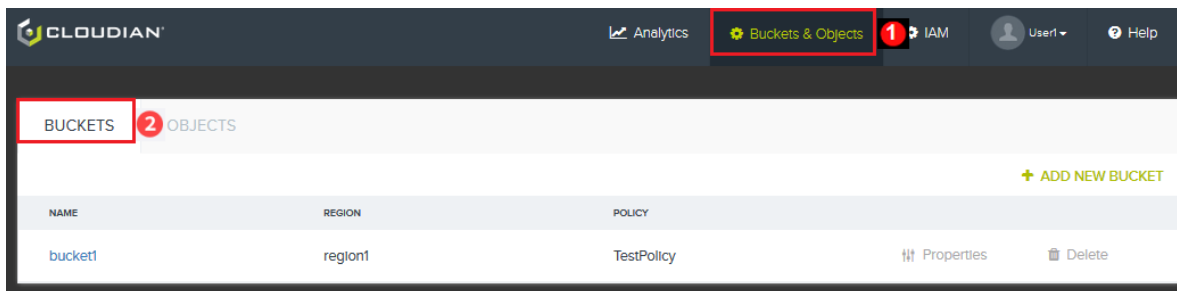 CLOUDIAN®
Analytics
Buckets & Objects
1
IAM
User1
Help
BUCKETS
2
OBJECTS
+ ADD NEW BUCKET
NAME REGION POLICY
bucket1 region1 TestPolicy Properties Delete